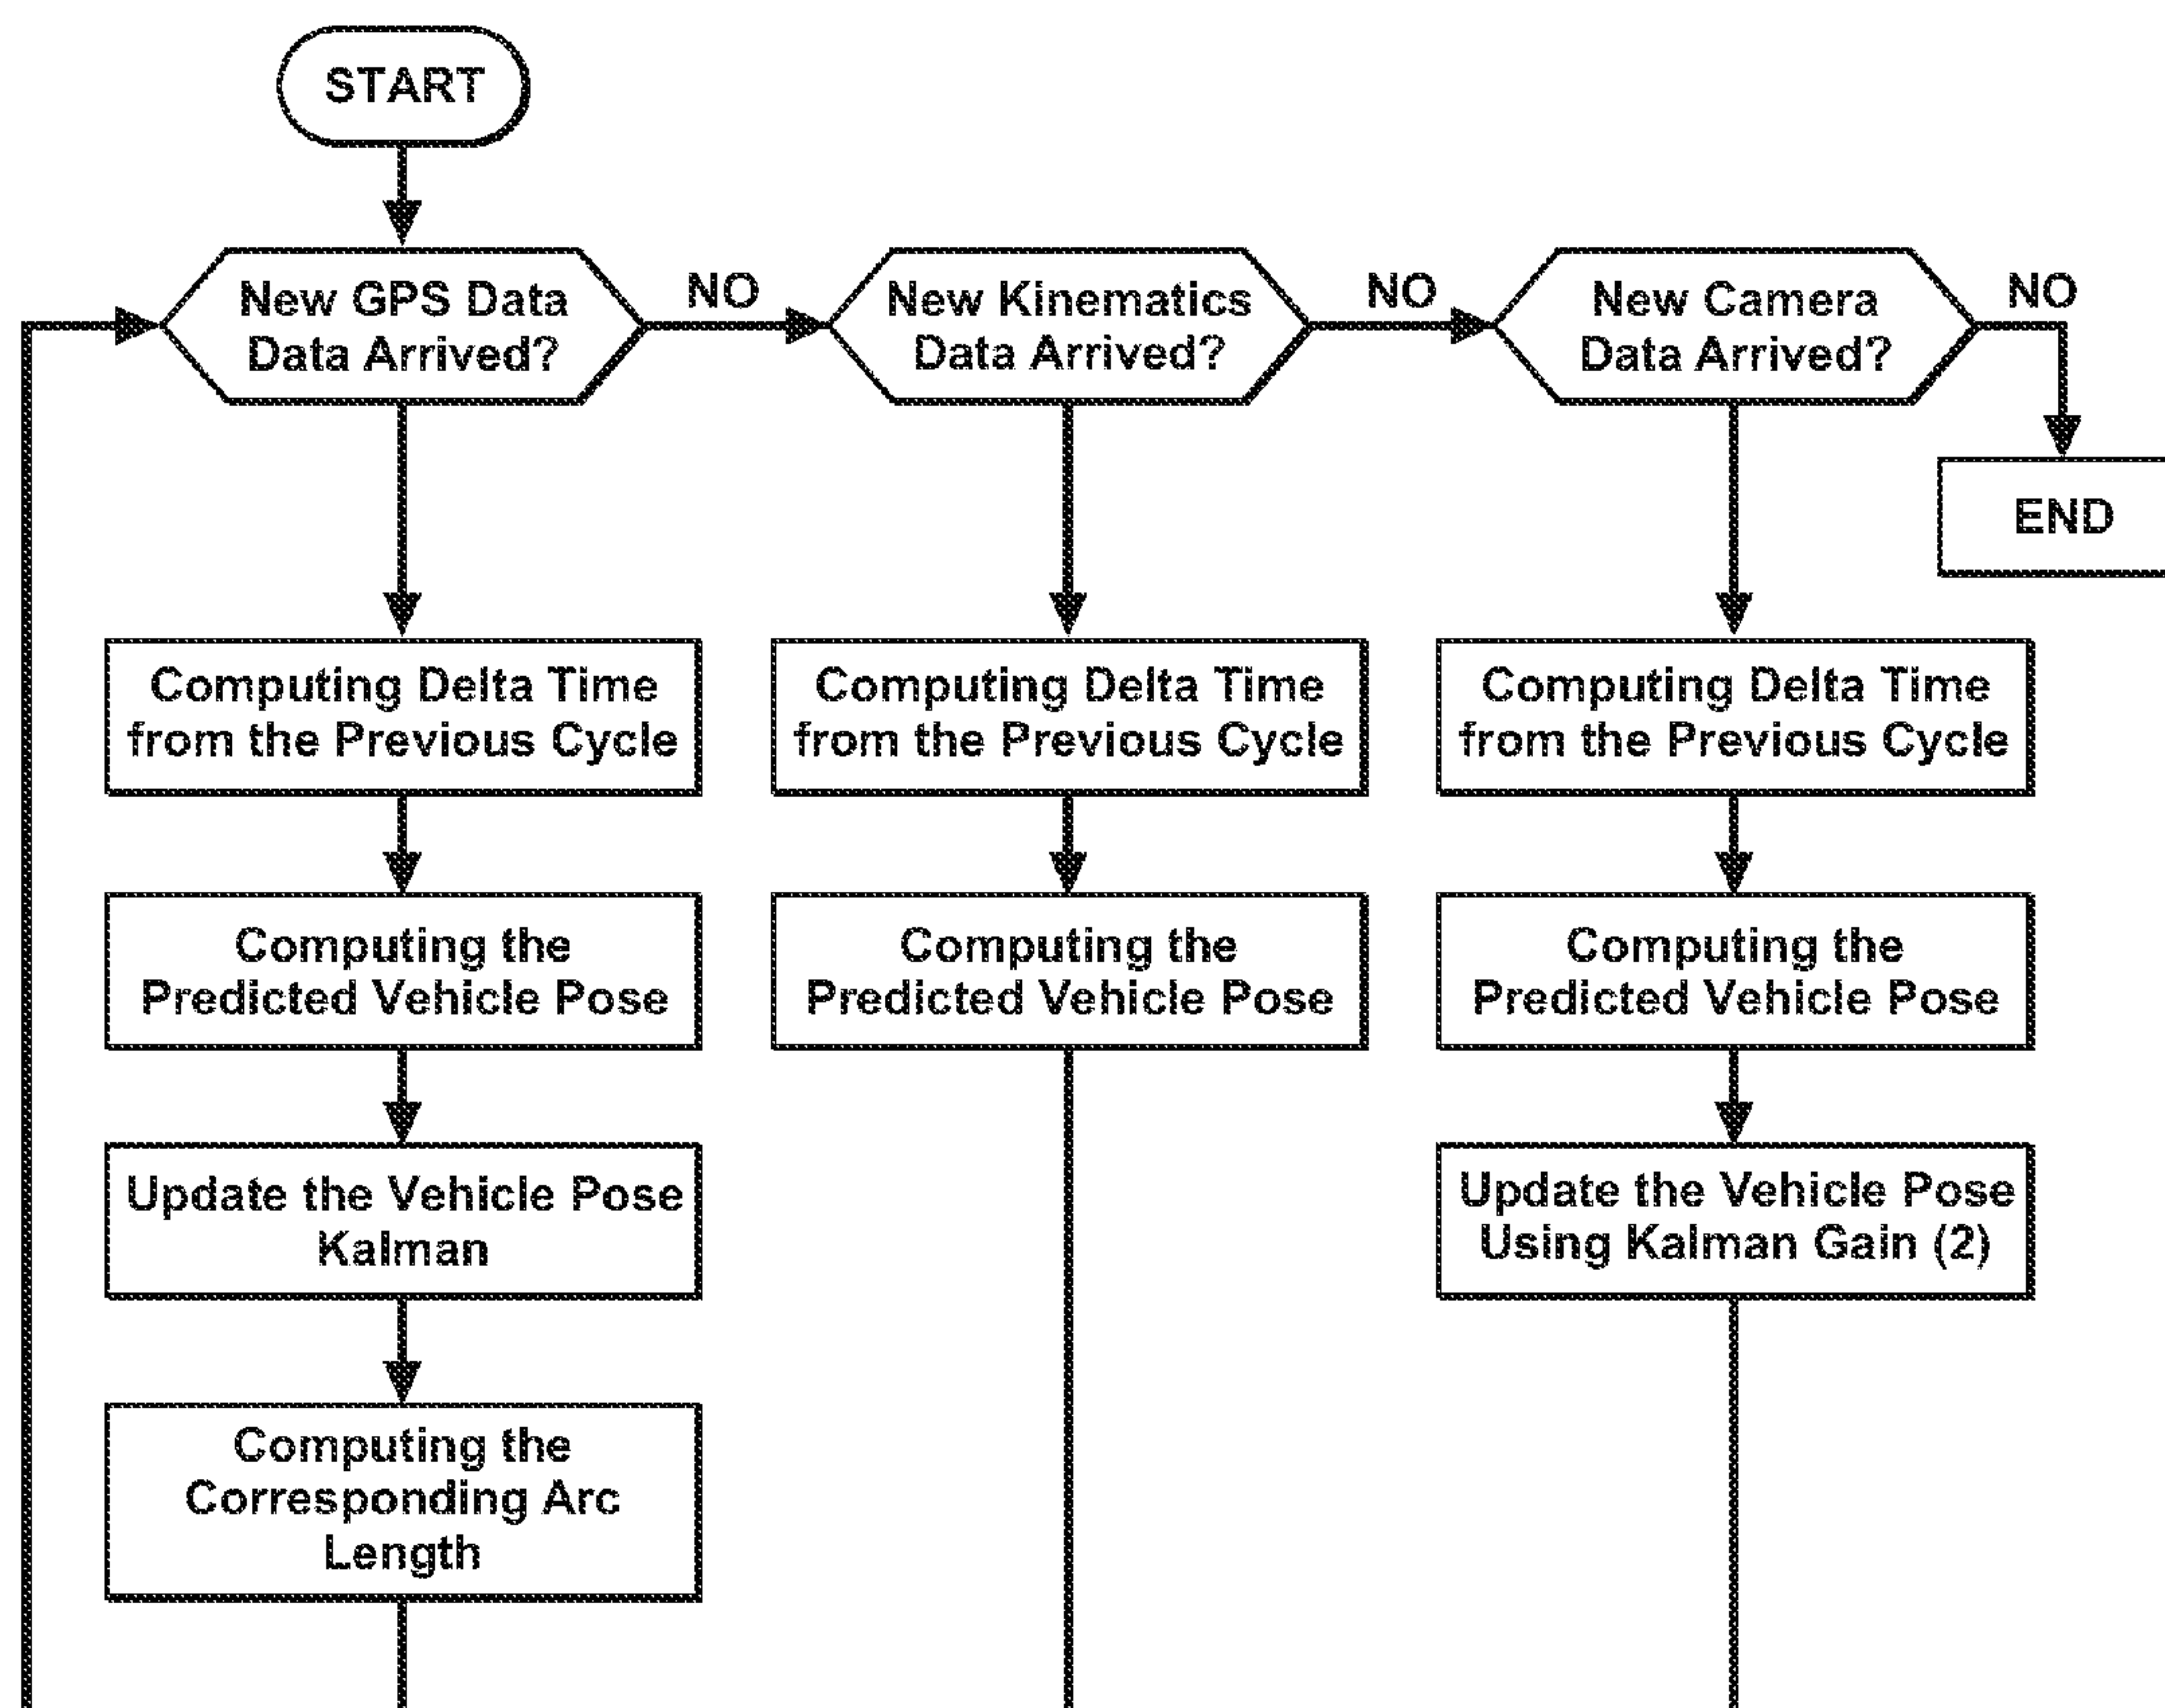 START
New GPS Data
Data Arrived?
NO
New Kinematics
Data Arrived?
NO
New Camera
Data Arrived?
NO
END
Computing Delta Time
from the Previous Cycle
Computing Delta Time
from the Previous Cycle
Computing Delta Time
from the Previous Cycle
Computing the
Predicted Vehicle Pose
Computing the
Predicted Vehicle Pose
Computing the
Predicted Vehicle Pose
Update the Vehicle Pose
Kalman
Update the Vehicle Pose
Using Kalman Gain (2)
Computing the
Corresponding Arc
Length